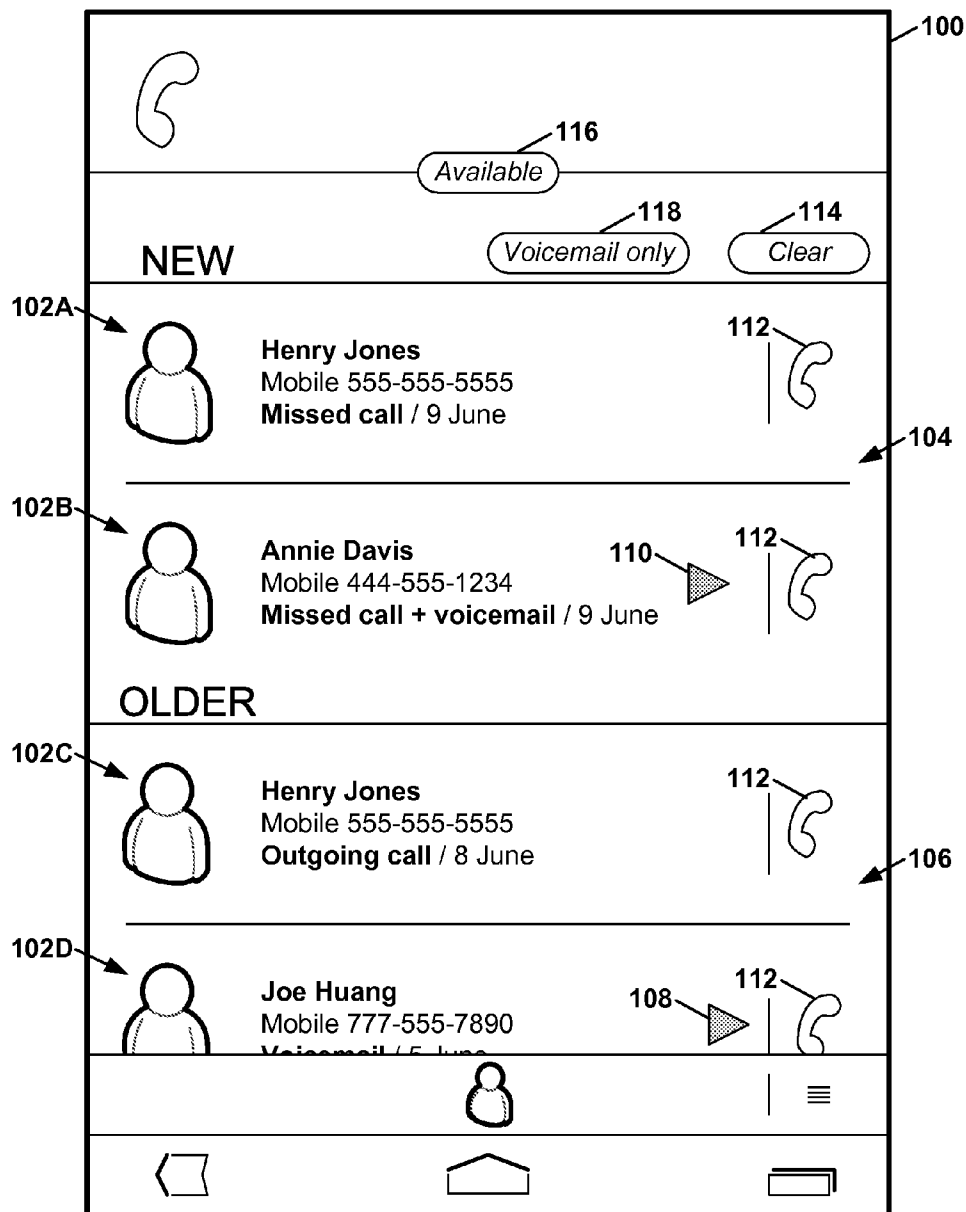 100
116
Available
118
114
NEW
Voicemail only
Clear
102A
112
Henry Jones
Mobile 555-555-5555
Missed call / 9 June
104
102B
112
Annie Davis
110
Mobile 444-555-1234
Missed call + voicemail / 9 June
OLDER
102C
112
Henry Jones
Mobile 555-555-5555
Outgoing call / 8 June
106
102D
112
Joe Huang
108
Mobile 777-555-7890
Voicemail / 5 June